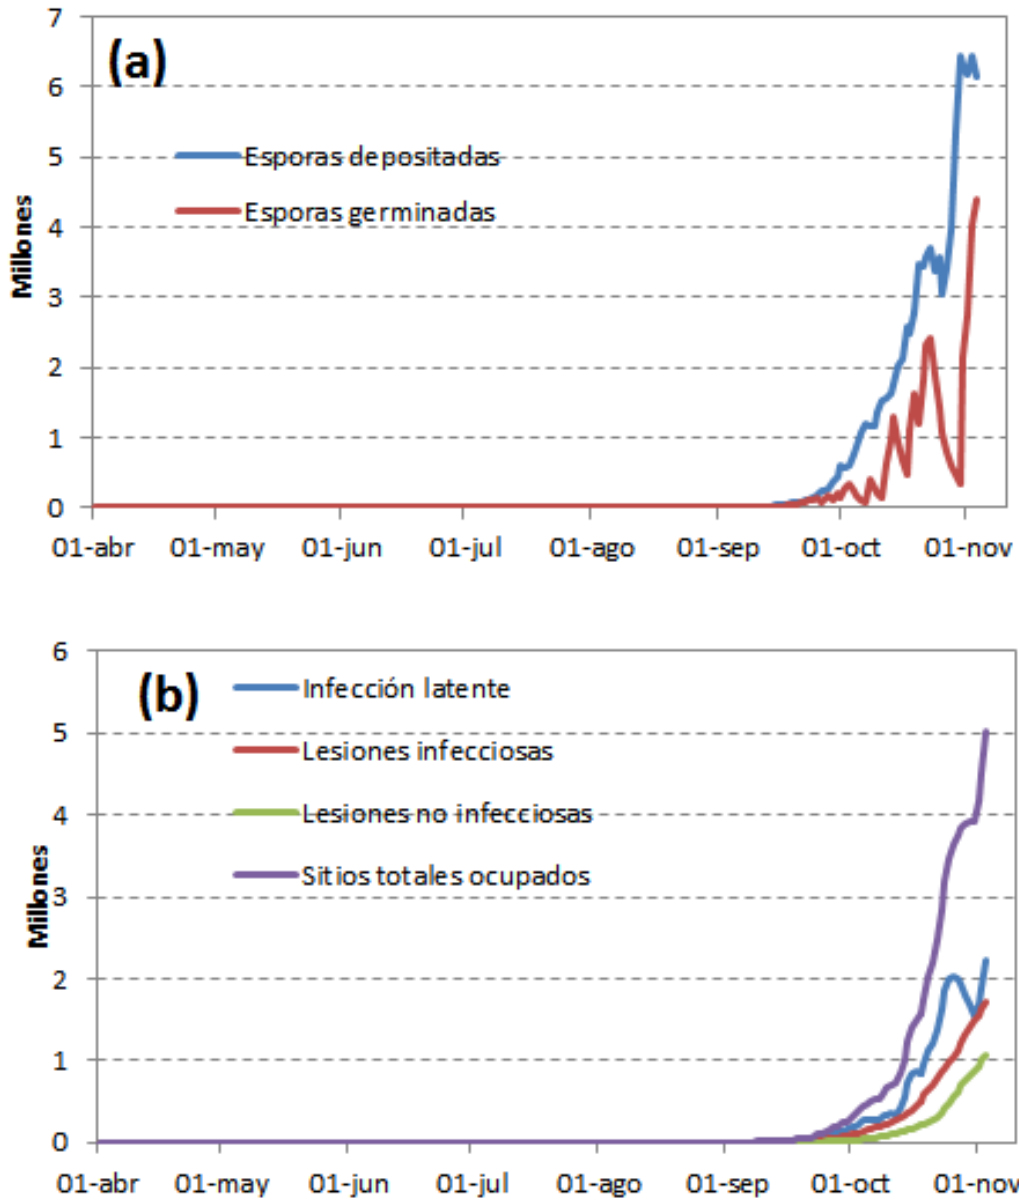 (a)
7
6
5
4
3
2
1
0
Millones
Esporas depositadas
Esporas germinadas
01-abr 01-may 01-jun 01-jul 01-ago 01-sep 01-oct 01-nov
(b)
6
5
4
3
2
1
0
Millones
Infección latente
Lesiones infecciosas
Lesiones no infecciosas
Sitios totales ocupados
01-abr 01-may 01-jun 01-jul 01-ago 01-sep 01-oct 01-nov